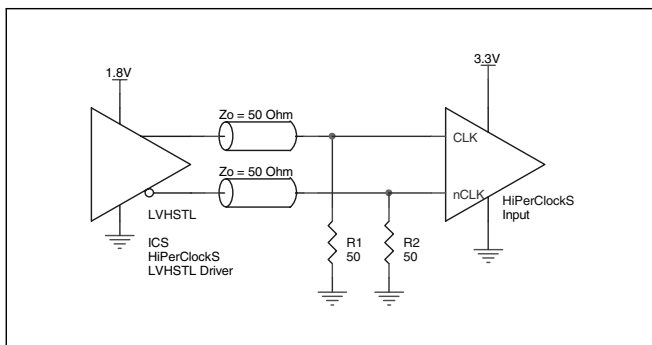 3.3V
1.8V
Zo = 50 Ohm
CLK
Zo = 50 Ohm
nCLK
HiPerClockS
Input
LVHSTL
ICS
HiPerClockS
LVHSTL Driver
R1
50
R2
50